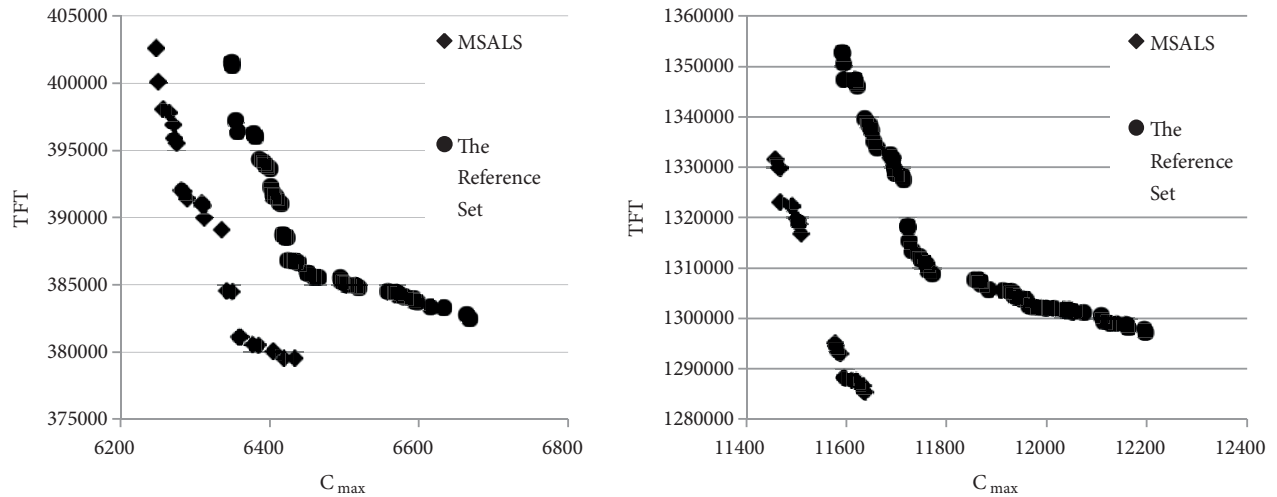 405000
400000
395000
390000
385000
380000
375000
TFT
6200 6400 6600 6800
C max
MSALS
The
Reference
Set
1360000
1350000
1340000
1330000
1320000
1310000
1300000
1290000
1280000
TFT
11400 11600 11800 12000 12200 12400
C max
MSALS
The
Reference
Set